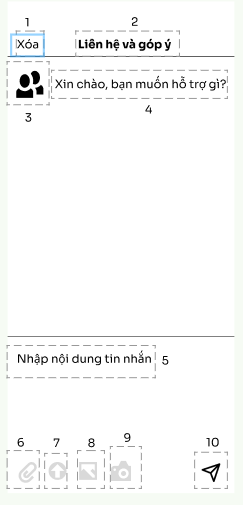 1 2
Xóa Liên hệ và góp ý
Xin chào, bạn muốn hỗ trợ gì?
3 4
Nhập nội dung tin nhắn 5
6 7 8 9 10